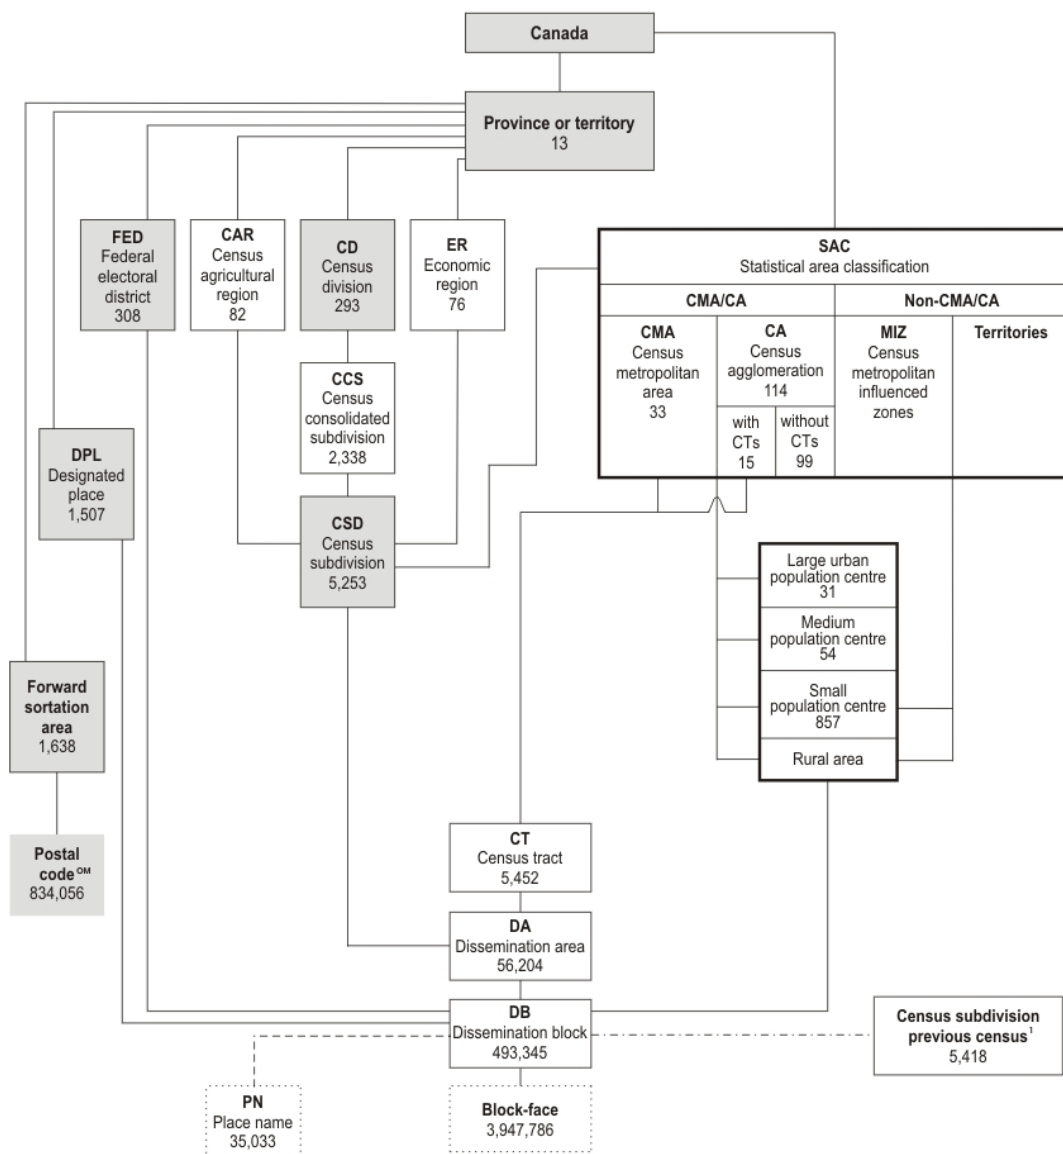 Canada
Province or territory
13
FED
Federal
electoral
district
308
CAR
Census
agricultural
region
82
CD
Census
division
293
ER
Economic
region
76
SAC
Statistical area classification
CMA/CA
Non-CMA/CA
CMA
Census
metropolitan
area
33
CA
Census
agglomeration
114
with
CTs
15
without
CTs
99
MIZ
Census
metropolitan
influenced
zones
Territories
CCS
Census
consolidated
subdivision
2,338
DPL
Designated
place
1,507
CSD
Census
subdivision
5,253
Large urban
population centre
31
Medium
population centre
54
Small
population centre
857
Rural area
Forward
sortation
area
1,638
Postal
code OM
834,056
CT
Census tract
5,452
DA
Dissemination area
56,204
DB
Dissemination block
493,345
Census subdivision
previous census 1
5,418
PN
Place name
35,033
Block-face
3,947,786